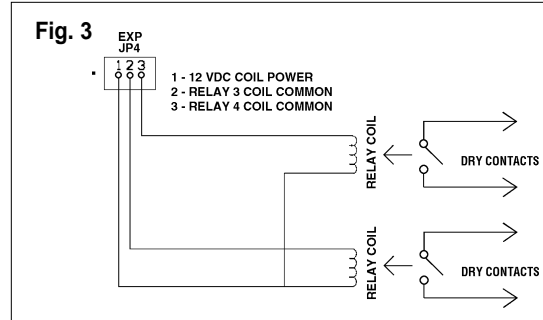 Fig. 3
EXP
JP4
1 2 3
1 - 12 VDC COIL POWER
2 - RELAY 3 COIL COMMON
3 - RELAY 4 COIL COMMON
RELAY COIL
DRY CONTACTS
RELAY COIL
DRY CONTACTS